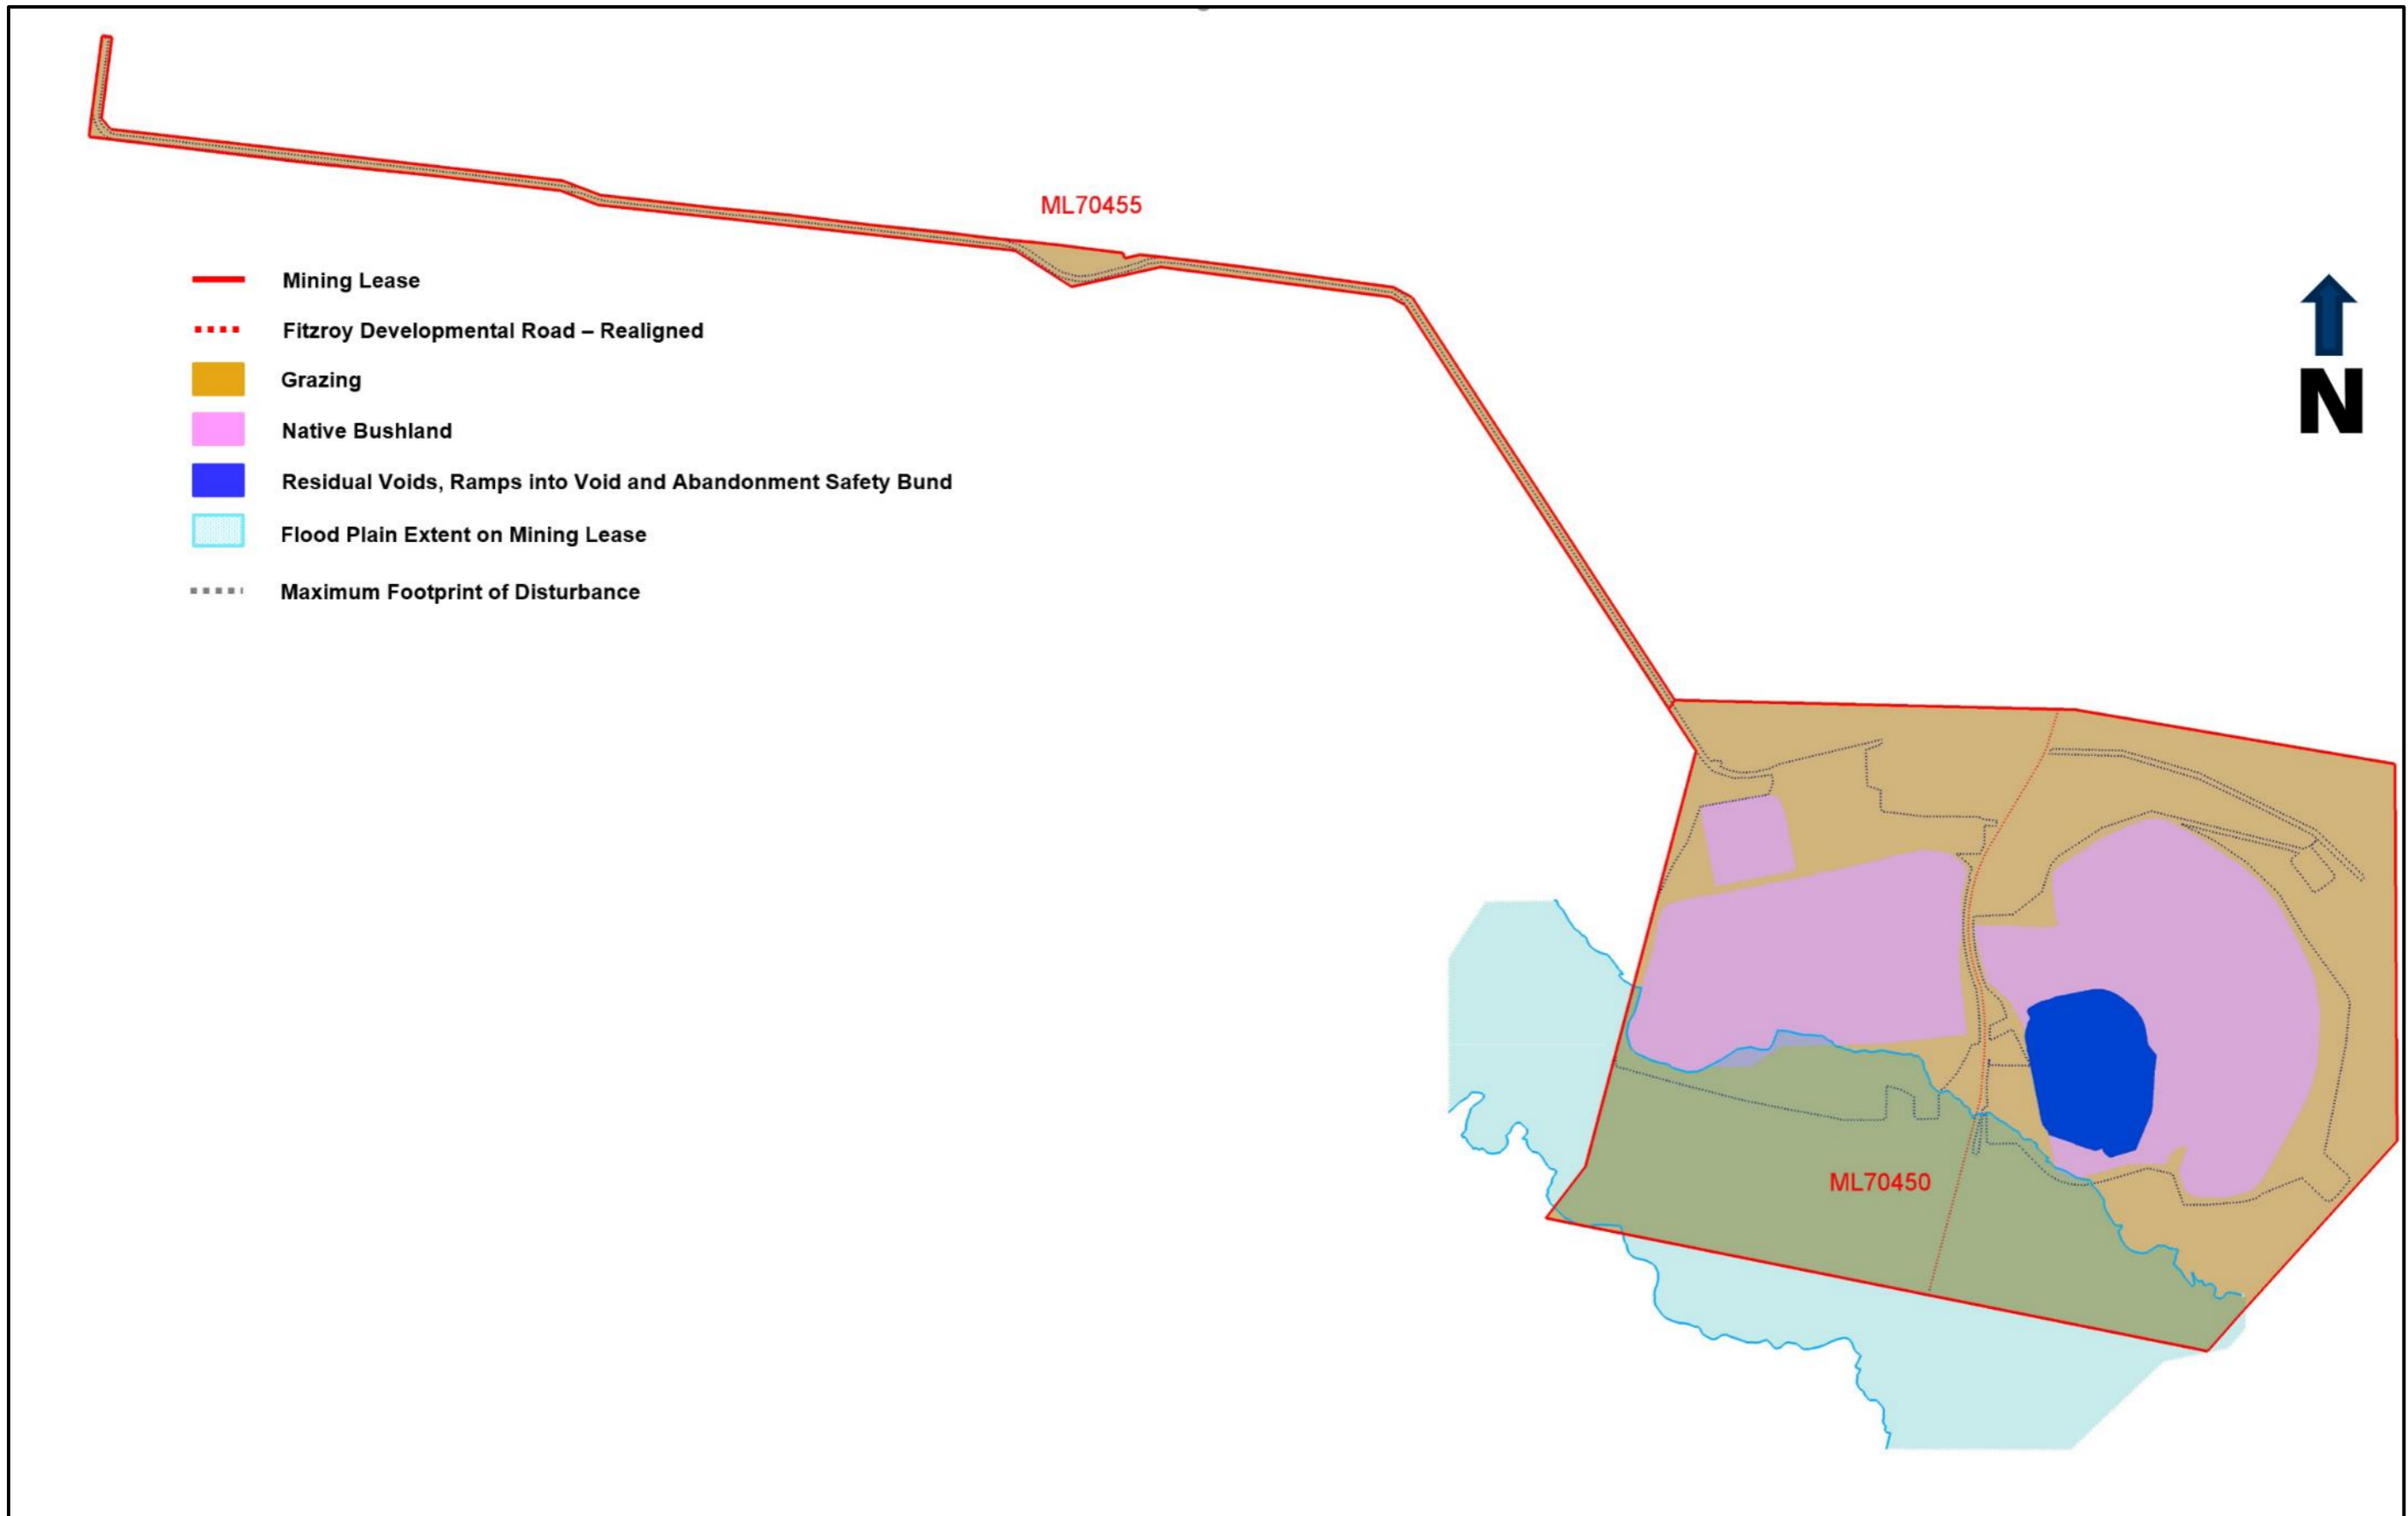 ML70455
Mining Lease
Fitzroy Developmental Road – Realigned
Grazing
N
Native Bushland
Residual Voids, Ramps into Void and Abandonment Safety Bund
Flood Plain Extent on Mining Lease
Maximum Footprint of Disturbance
ML70450